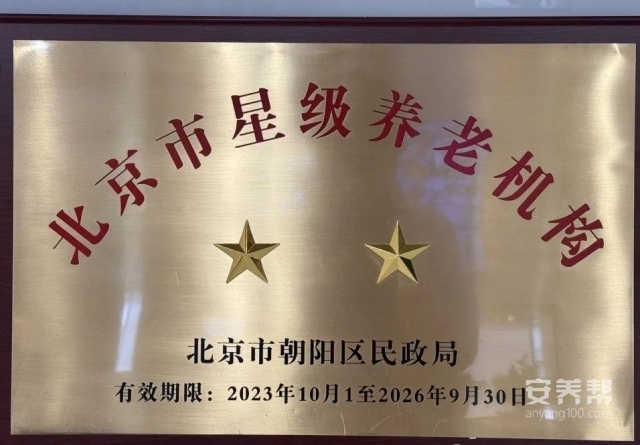 北京市星级养老机构
北京市朝阳区民政局
有效期限：2023年10月1至2026年9月30日
安养帮
anyang100.com